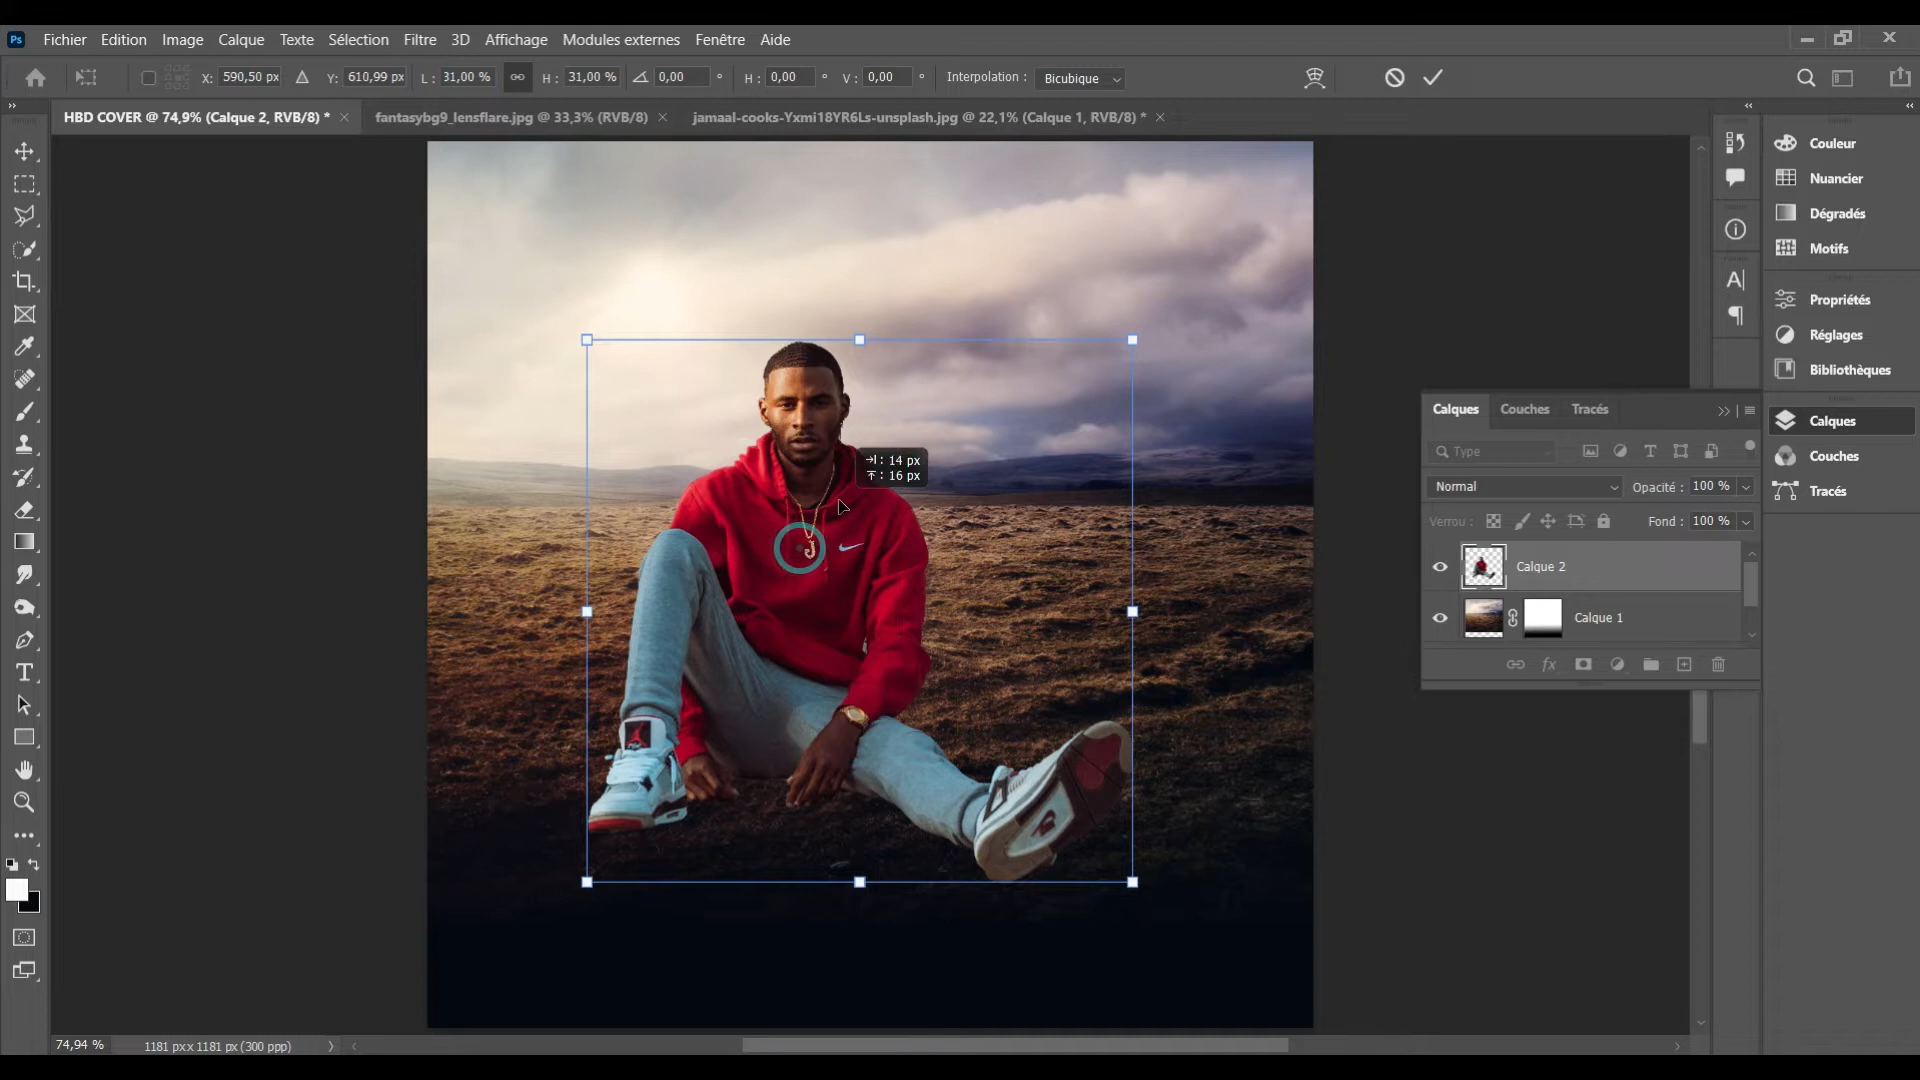 Ps Fichier Edition Image Calque Texte Sélection Filtre 3D Affichage Modules externes Fenêtre Aide
X: 590,50 px Y: 610,99 px L: 31,00 % H: 31,00 % 0,00 ° H: 0,00 ° V: 0,00 ° Interpolation : Bicubique
HBD COVER @ 74,9% (Calque 2, RVB/8) * fantasybg9_lensflare.jpg @ 33,3% (RVB/8) jamaal-cooks-Yxmi18YR6Ls-unsplash.jpg @ 22,1% (Calque 1, RVB/8) *
Couleur
Nuancier
Dégradés
Motifs
Propriétés
Réglages
Bibliothèques
Calques
Couches
Tracés
: 14 px
: 16 px
Calques Couches Tracés
Type
Normal Opacité : 100 %
Verrou : Fond : 100 %
Calque 2
Calque 1
74,94 % 1181 px x 1181 px (300 ppp)